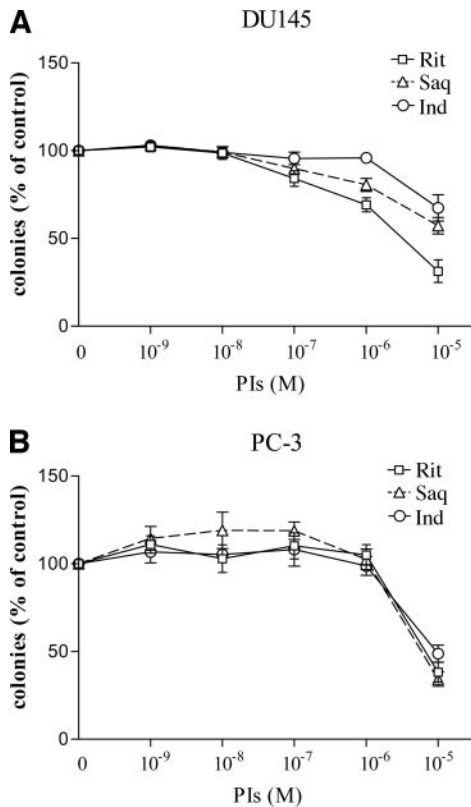 A
DU145
Rit
Saq
Ind
150
100
50
0
colonies (% of control)
0 10⁻⁹ 10⁻⁸ 10⁻⁷ 10⁻⁶ 10⁻⁵
PIs (M)
B
PC-3
Rit
Saq
Ind
150
100
50
0
colonies (% of control)
0 10⁻⁹ 10⁻⁸ 10⁻⁷ 10⁻⁶ 10⁻⁵
PIs (M)